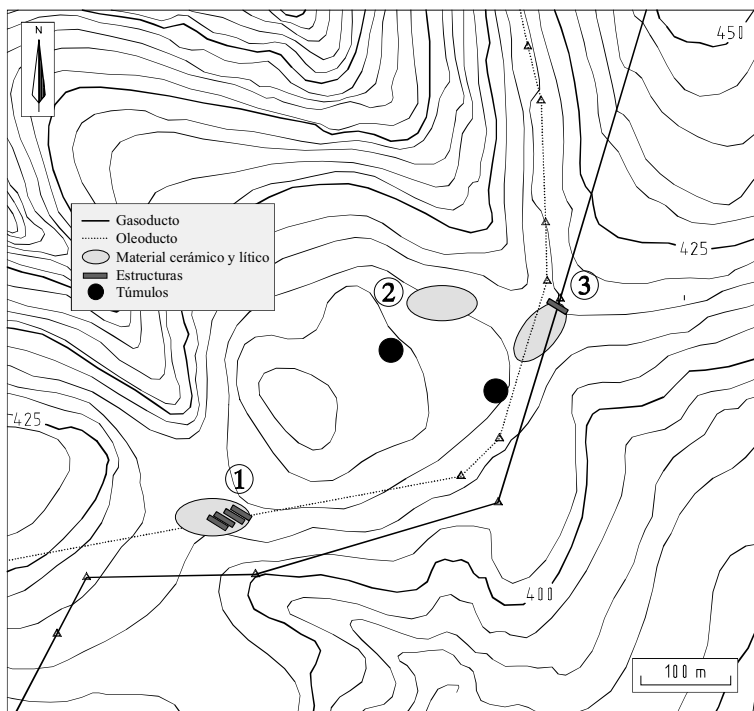 450
N
Gasoducto
Oleoducto
Material cerámico y lítico
Estructuras
Túmulos
425
2
3
425
1
400
100 m